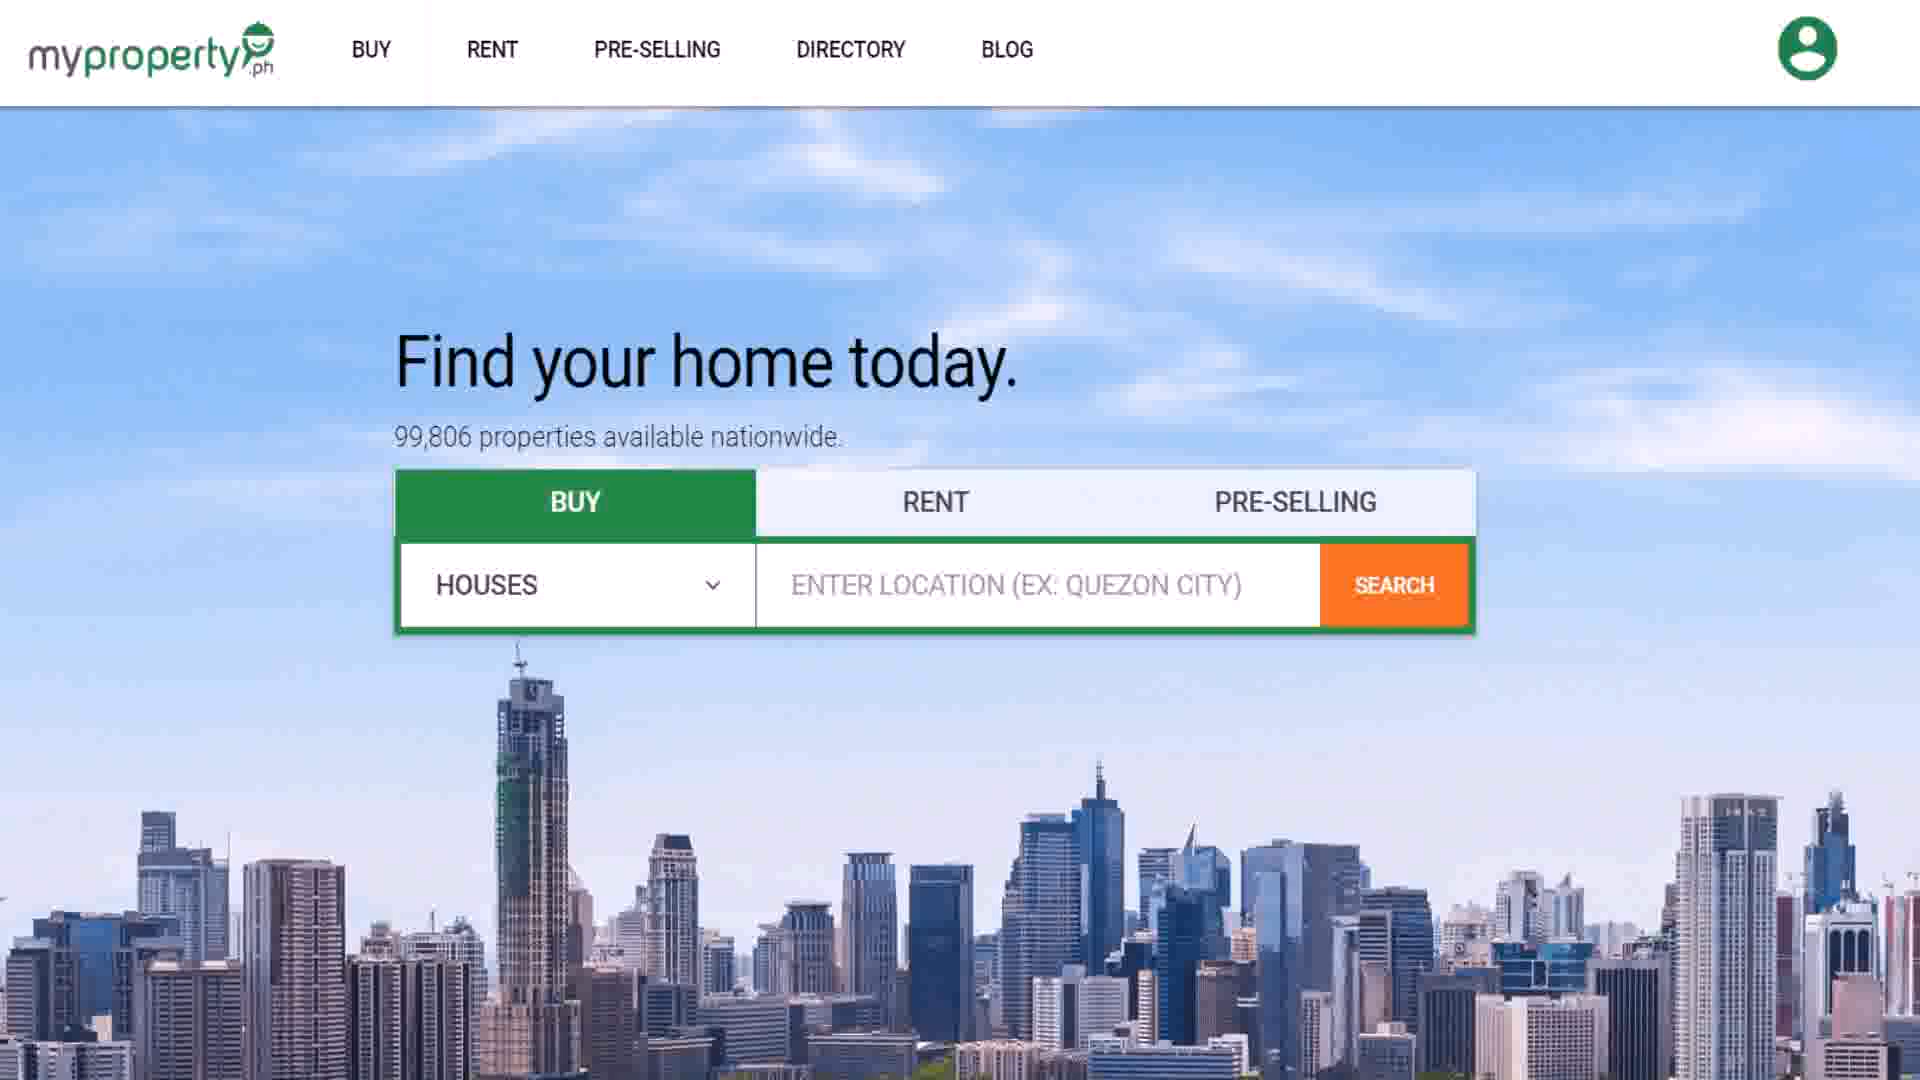 myproperty.ph
BUY
RENT
PRE-SELLING
DIRECTORY
BLOG
Find your home today.
99,806 properties available nationwide.
BUY
RENT
PRE-SELLING
HOUSES
ENTER LOCATION (EX: QUEZON CITY)
SEARCH